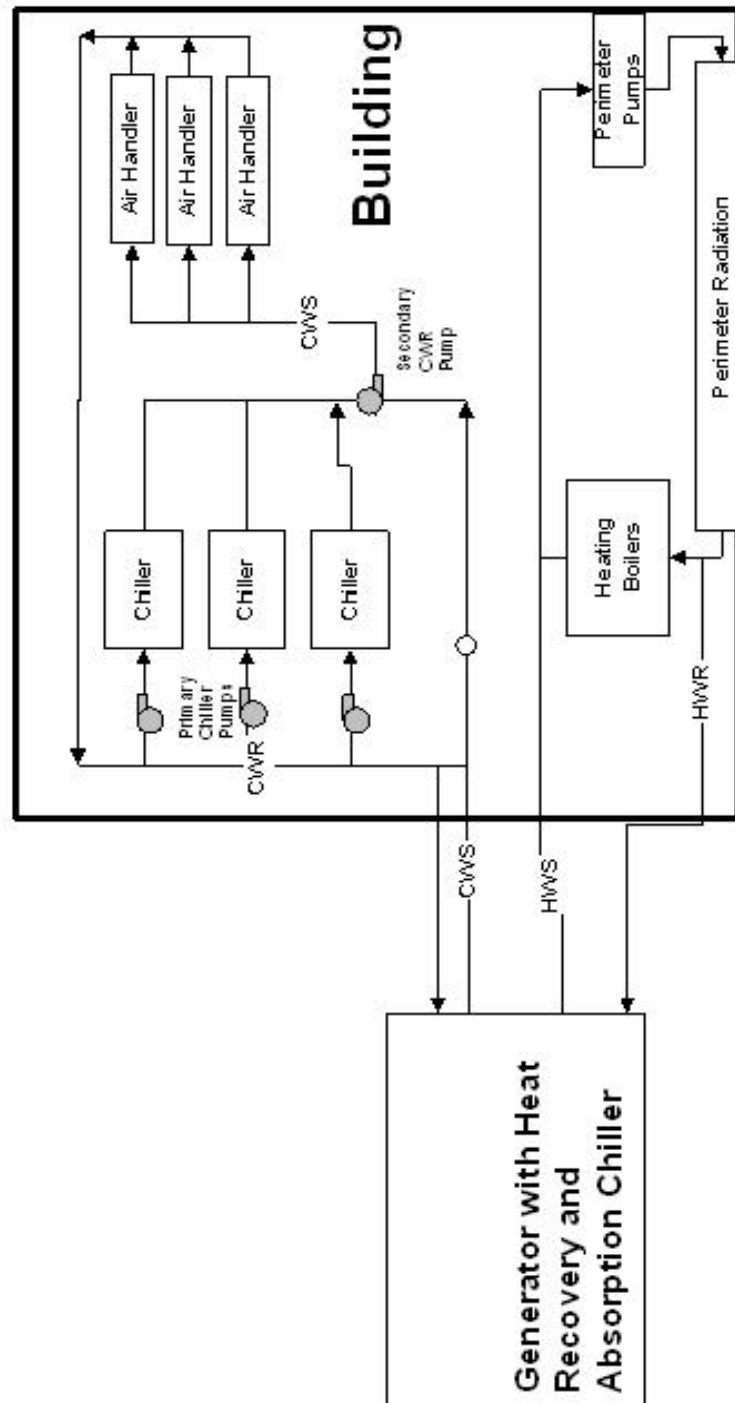 Building
Air Handler
Air Handler
Air Handler
CWS
Secondary
CWR
Pump
Chiller
Chiller
Chiller
Primary
Chiller
Pumps
CWR
Perimeter
Pumps
Perimeter Radiation
Heating
Boilers
HWR
CWS
HWS
Generator with Heat
Recovery and
Absorption Chiller